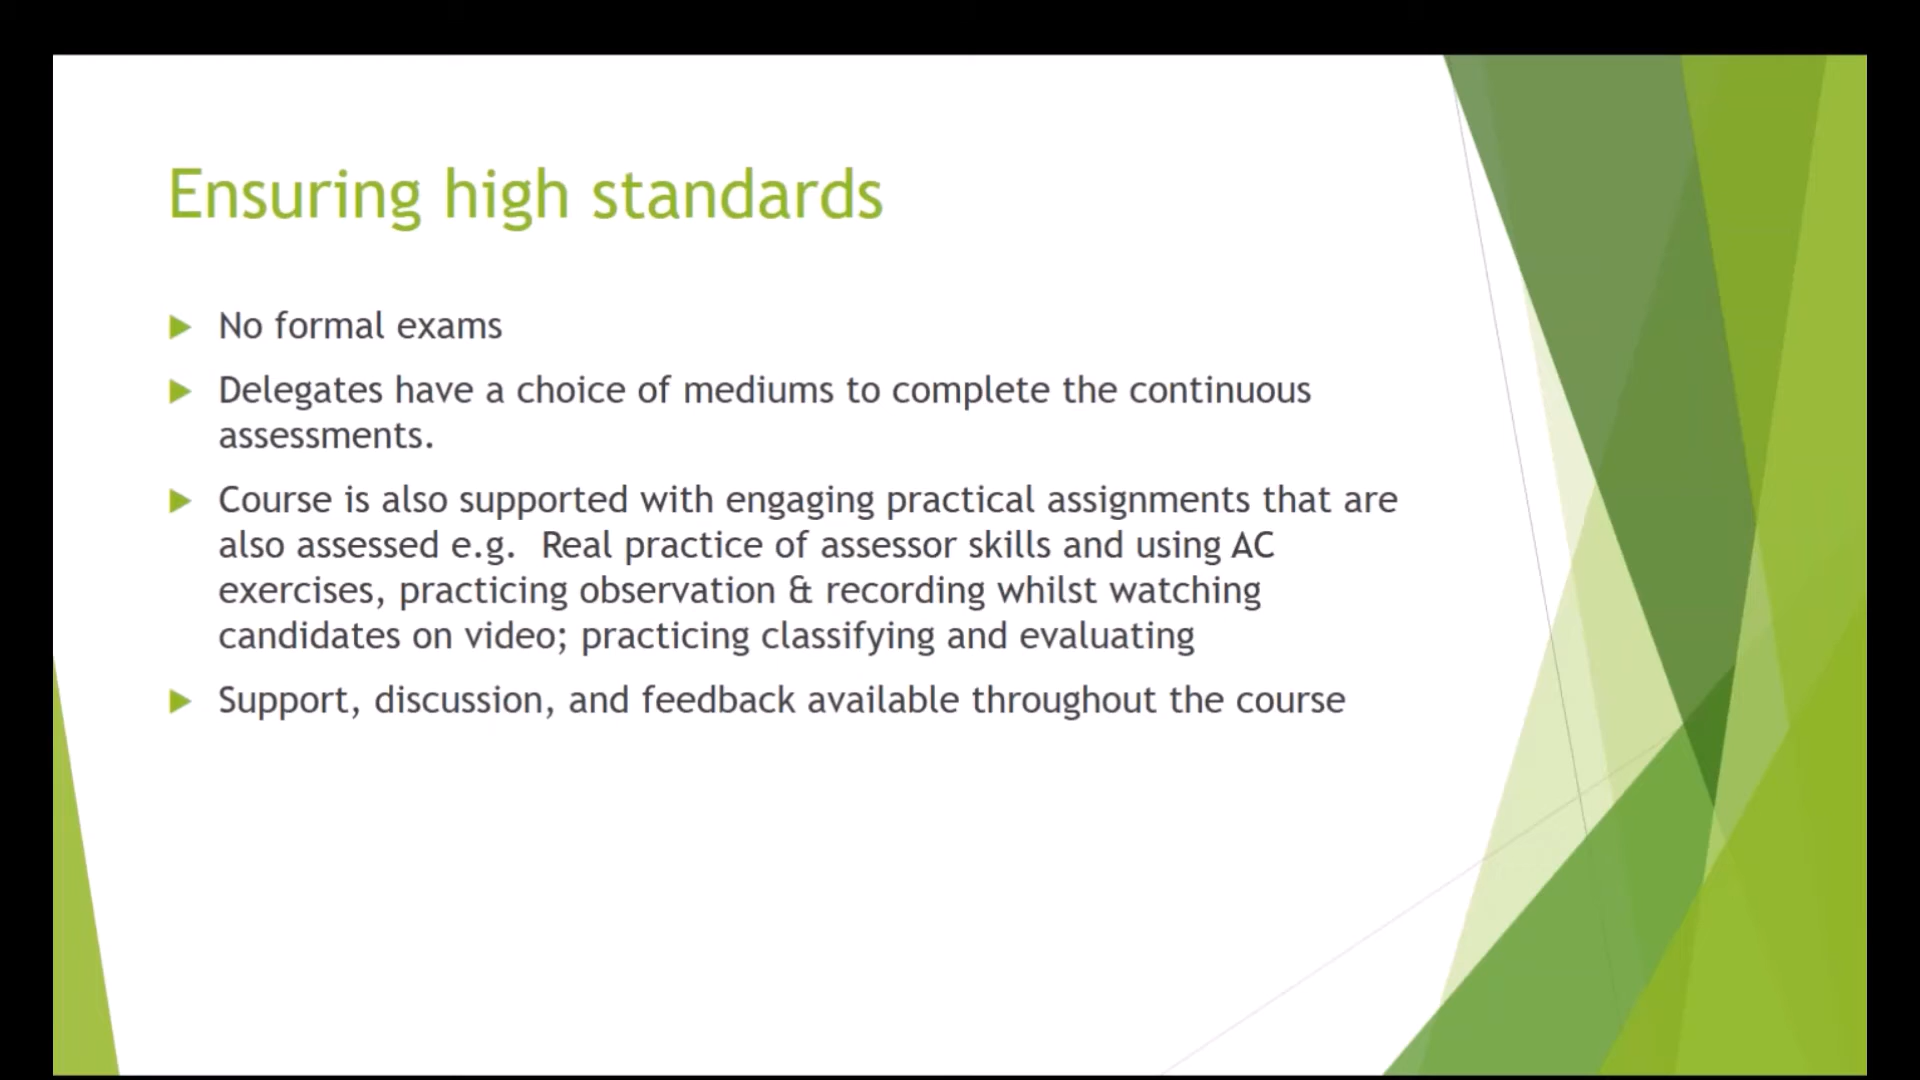 Ensuring high standards
No formal exams
Delegates have a choice of mediums to complete the continuous
assessments.
Course is also supported with engaging practical assignments that are
also assessed e.g.  Real practice of assessor skills and using AC
exercises, practicing observation & recording whilst watching
candidates on video; practicing classifying and evaluating
Support, discussion, and feedback available throughout the course